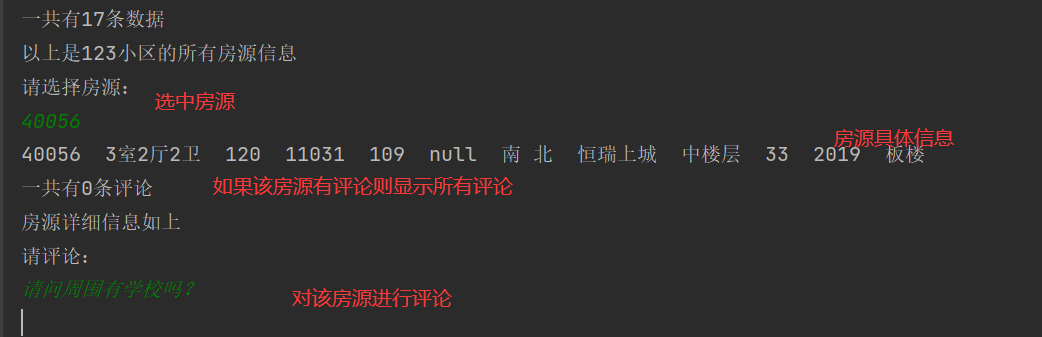 一共有17条数据
以上是123小区的所有房源信息
请选择房源：
选中房源
40056
房源具体信息
40056 3室2厅2卫 120 11031 109 null 南 北 恒瑞上城 中楼层 33 2019 板楼
一共有0条评论
如果该房源有评论则显示所有评论
房源详细信息如上
请评论：
请问周围有学校吗？
对该房源进行评论